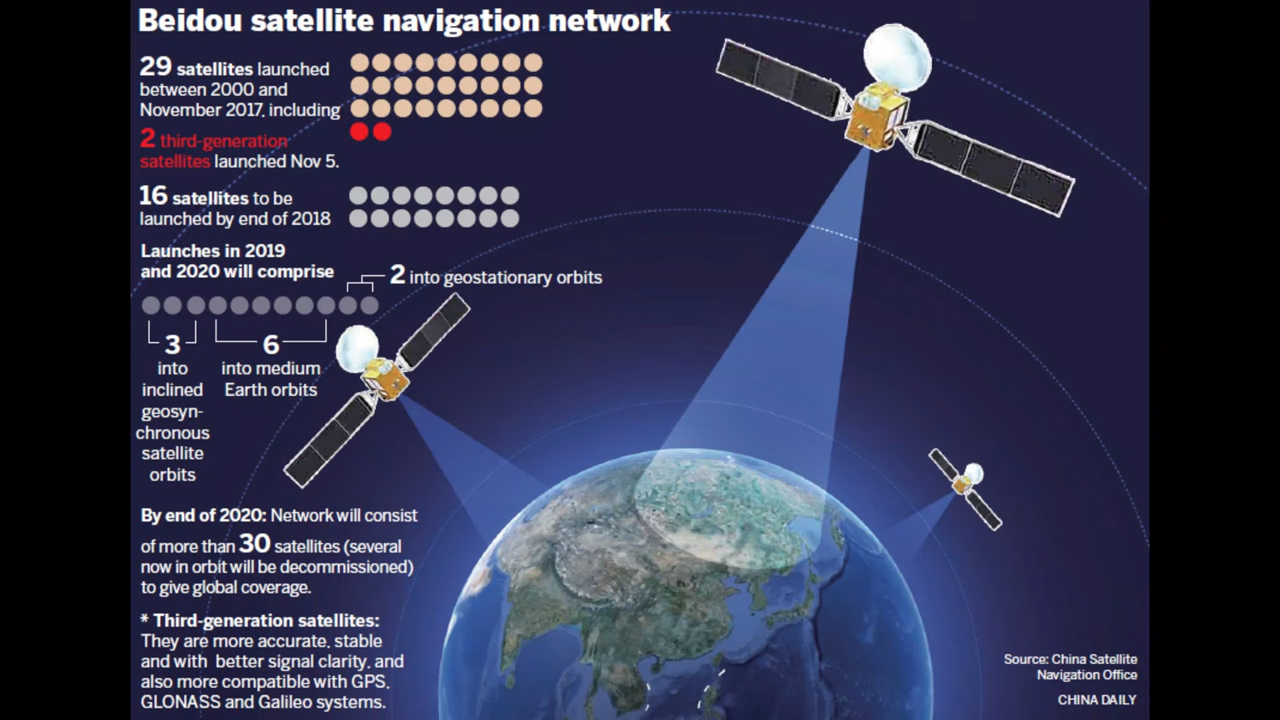 Beidou satellite navigation network
29 satellites launched
between 2000 and
November 2017, including
2 third-generation
satellites launched Nov 5.
16 satellites to be
launched by end of 2018
Launches in 2019
and 2020 will comprise
2 into geostationary orbits
3
into
inclined
geosyn-
chronous
satellite
orbits
6
into medium
Earth orbits
By end of 2020: Network will consist
of more than 30 satellites (several
now in orbit will be decommissioned)
to give global coverage.
* Third-generation satellites:
They are more accurate, stable
and with better signal clarity, and
also more compatible with GPS,
GLONASS and Galileo systems.
Source: China Satellite
Navigation Office
CHINA DAILY